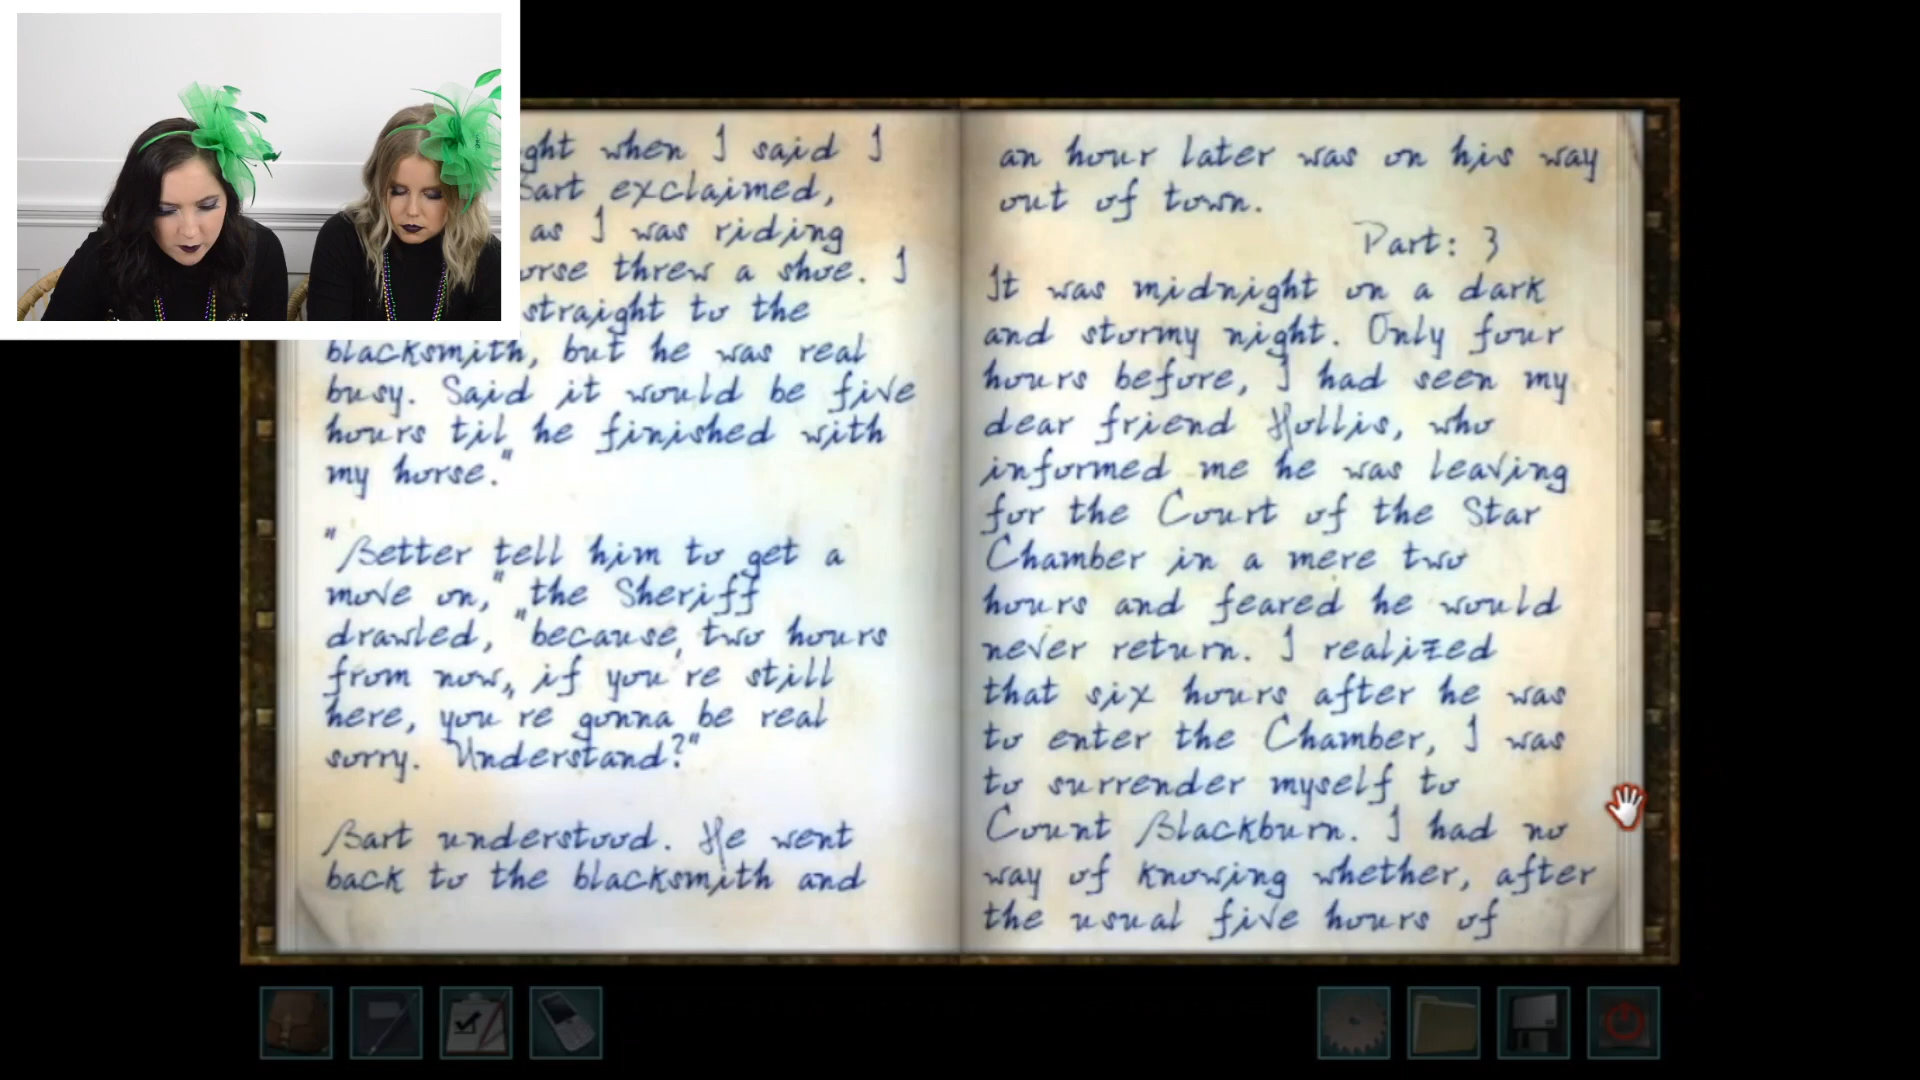 ght when I said I
Bart exclaimed,
as I was riding
orse threw a shoe. I
straight to the
blacksmith, but he was real
busy. Said it would be five
hours til he finished with
my horse."
"Better tell him to get a
move on," the Sheriff
drawled, "because, two hours
from now, if you're still
here, you're gonna be real
sorry. Understand?"
Bart understood. He went
back to the blacksmith and
an hour later was on his way
out of town.
Part: 3
It was midnight on a dark
and stormy night. Only four
hours before, I had seen my
dear friend Hollis, who
informed me he was leaving
for the Court of the Star
Chamber in a mere two
hours and feared he would
never return. I realized
that six hours after he was
to enter the Chamber, I was
to surrender myself to
Count Blackburn. I had no
way of knowing whether, after
the usual five hours of